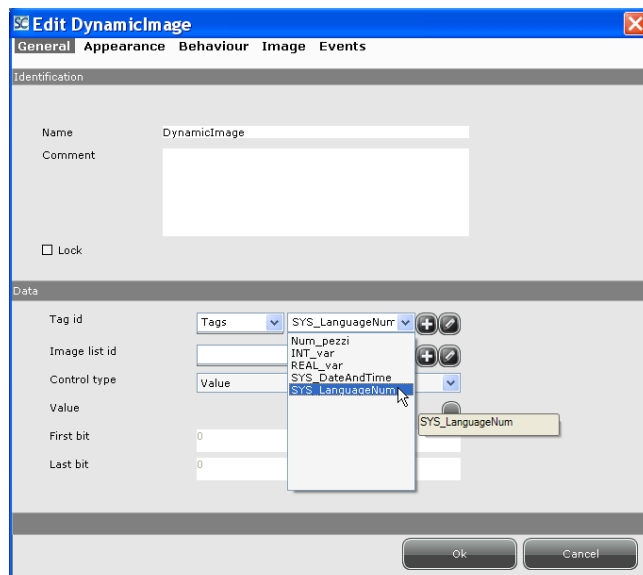 SC Edit DynamicImage
General Appearance Behaviour Image Events
Identification
Name DynamicImage
Comment
Lock
Data
Tag id Tags SYS_LanguageNum
Num_pezzi
Image list id
INT_var
REAL_var
Control type Value
SYS_DateAndTime
SYS_LanguageNum
Value
SYS_LanguageNum
First bit 0
Last bit 0
Ok Cancel